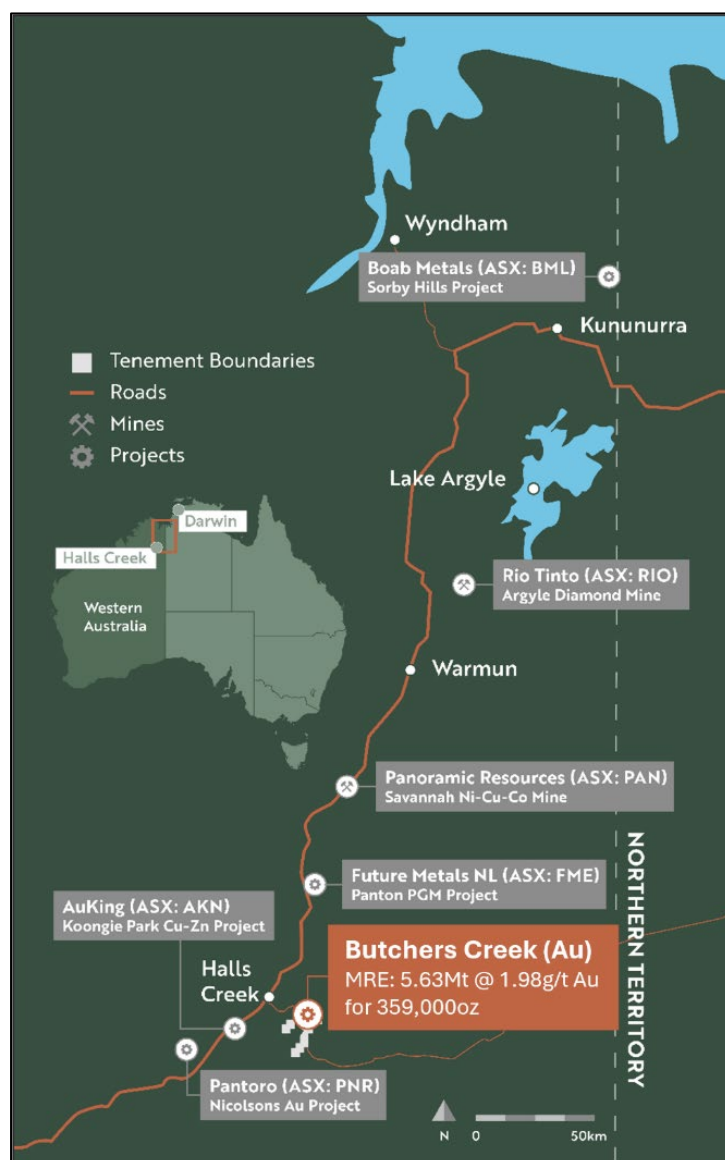 Wyndham
Boab Metals (ASX: BML)
Sorby Hills Project
Kununurra
Tenement Boundaries
Roads
Mines
Projects
Lake Argyle
Darwin
Halls Creek
Western
Australia
Rio Tinto (ASX: RIO)
Argyle Diamond Mine
Warmun
Panoramic Resources (ASX: PAN)
Savannah Ni-Cu-Co Mine
Future Metals NL (ASX: FME)
Panton PGM Project
AuKing (ASX: AKN)
Koongie Park Cu-Zn Project
NORTHERN TERRITORY
Butchers Creek (Au)
MRE: 5.63Mt @ 1.98g/t Au
for 359,000oz
Halls
Creek
Pantoro (ASX: PNR)
Nicolsons Au Project
N
0
50km